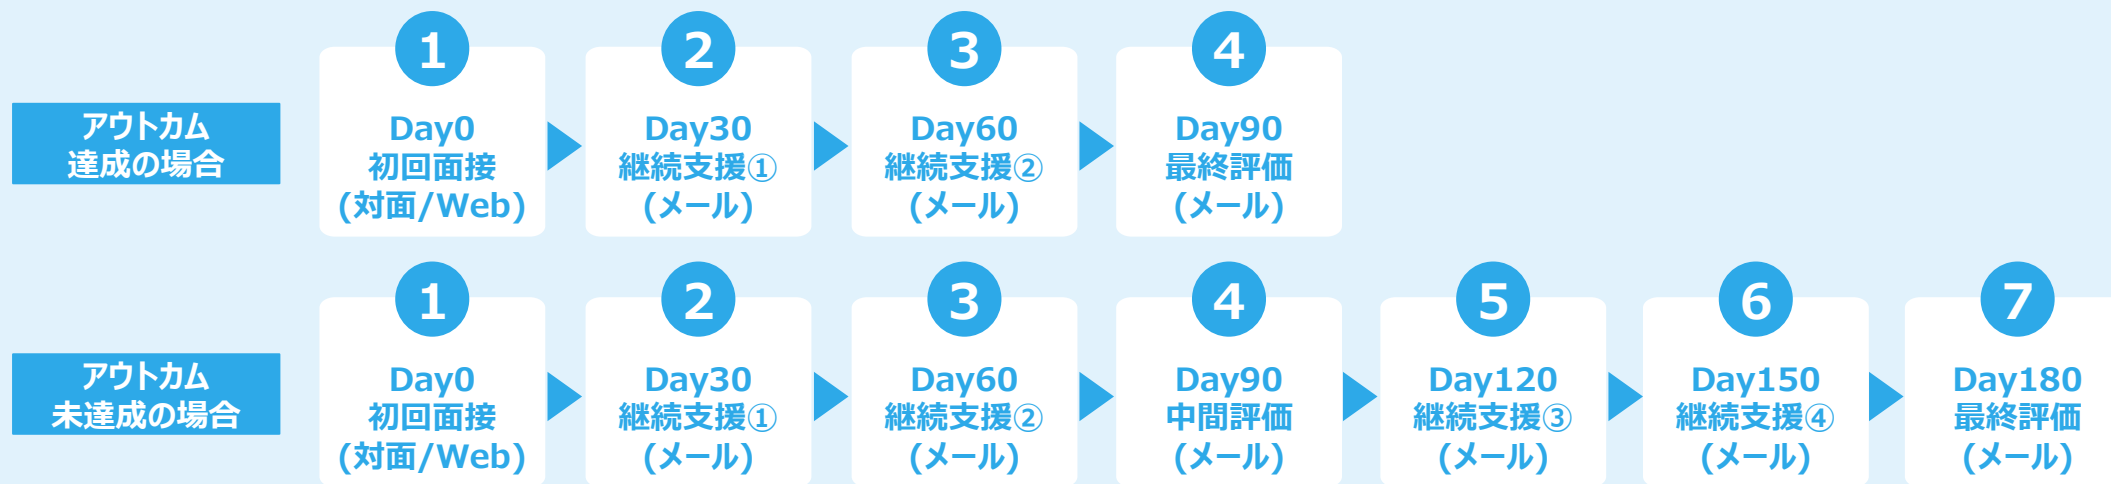 アウトカム
達成の場合
1
Day0
初回面接
(対面/Web)
2
Day30
継続支援①
(メール)
3
Day60
継続支援②
(メール)
4
Day90
最終評価
(メール)
アウトカム
未達成の場合
1
Day0
初回面接
(対面/Web)
2
Day30
継続支援①
(メール)
3
Day60
継続支援②
(メール)
4
Day90
中間評価
(メール)
5
Day120
継続支援③
(メール)
6
Day150
継続支援④
(メール)
7
Day180
最終評価
(メール)